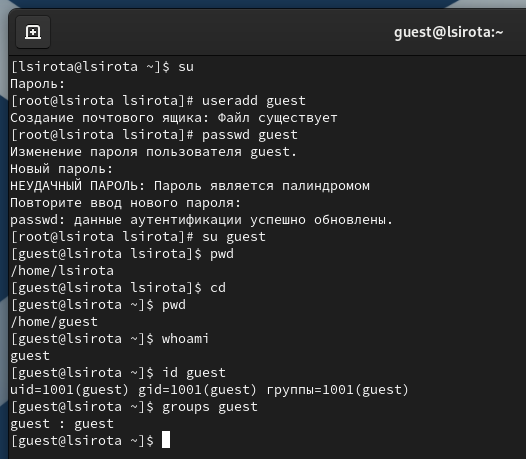 guest@lsirota:~
[lsirota@lsirota ~]$ su
Пароль:
[root@lsirota lsirota]# useradd guest
Создание почтового ящика: Файл существует
[root@lsirota lsirota]# passwd guest
Изменение пароля пользователя guest.
Новый пароль:
НЕУДАЧНЫЙ ПАРОЛЬ: Пароль является палиндромом
Повторите ввод нового пароля:
passwd: данные аутентификации успешно обновлены.
[root@lsirota lsirota]# su guest
[guest@lsirota lsirota]$ pwd
/home/lsirota
[guest@lsirota lsirota]$ cd
[guest@lsirota ~]$ pwd
/home/guest
[guest@lsirota ~]$ whoami
guest
[guest@lsirota ~]$ id guest
uid=1001(guest) gid=1001(guest) группы=1001(guest)
[guest@lsirota ~]$ groups guest
guest : guest
[guest@lsirota ~]$